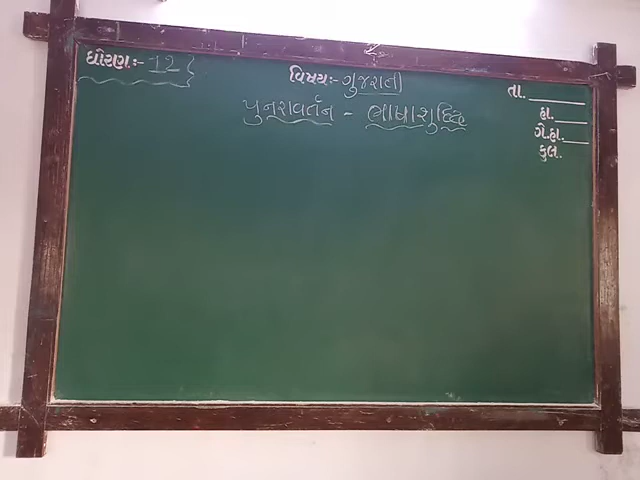 ધોરણ:- 12
વિષય:- ગુજરાતી
પુનરાવર્તન - ભાષાશુદ્ધિ
તા.
હા.
ગે.હા.
કુલ.